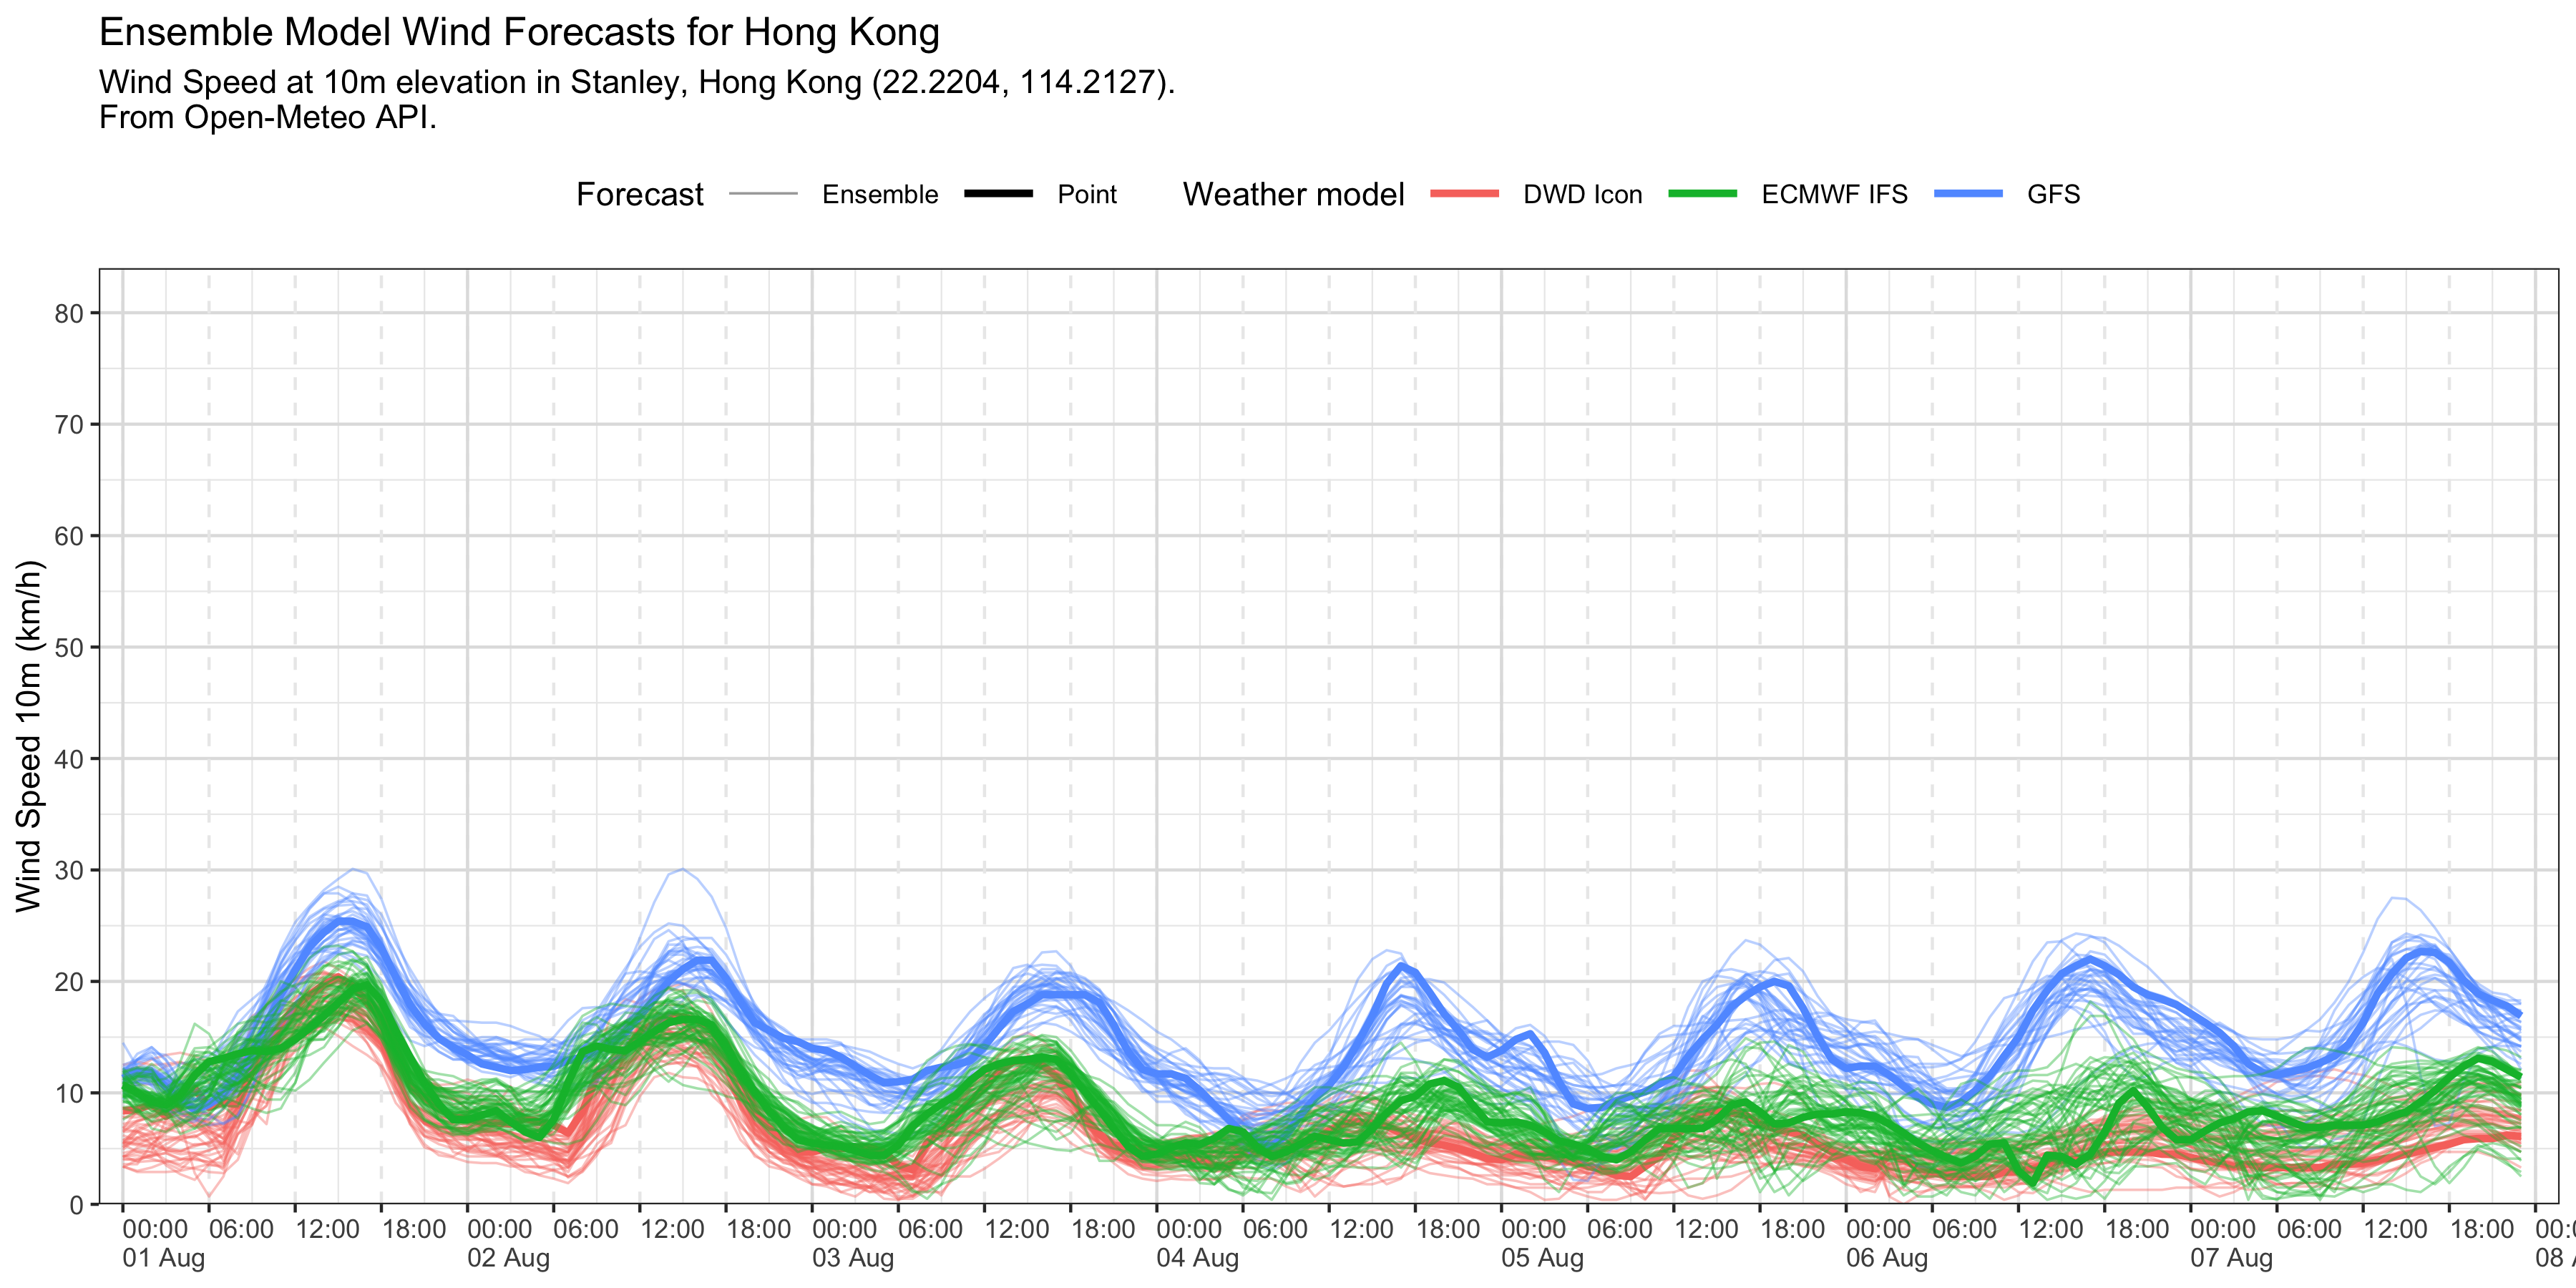 Ensemble Model Wind Forecasts for Hong Kong
Wind Speed at 10m elevation in Stanley, Hong Kong (22.2204, 114.2127).
From Open-Meteo API.
Forecast Ensemble Point Weather model DWD Icon ECMWF IFS GFS
Wind Speed 10m (km/h)
80
70
60
50
40
30
20
10
0
00:00 06:00 12:00 18:00 00:00 06:00 12:00 18:00 00:00 06:00 12:00 18:00 00:00 06:00 12:00 18:00 00:00 06:00 12:00 18:00 00:00 06:00 12:00 18:00 00:00 06:00 12:00 18:00 00:0
01 Aug 02 Aug 03 Aug 04 Aug 05 Aug 06 Aug 07 Aug 08